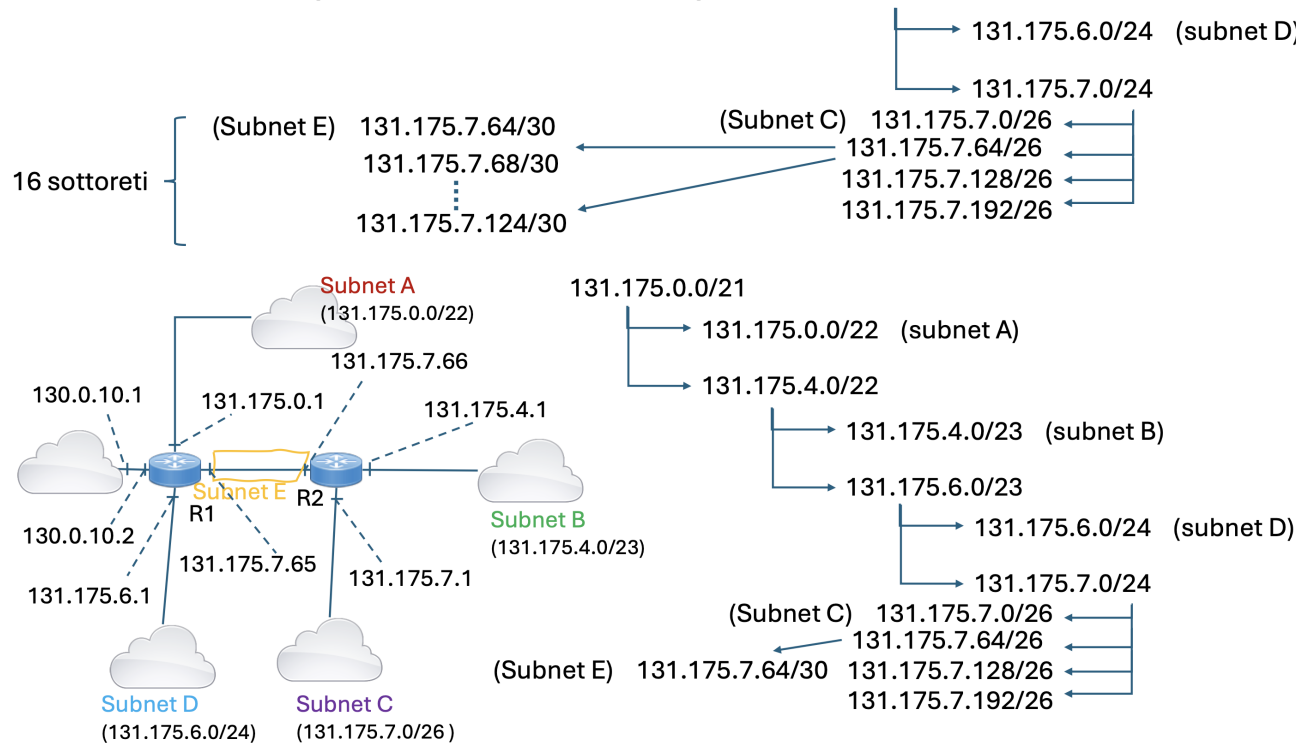 131.175.6.0/24 (subnet D)
131.175.7.0/24
(Subnet C) 131.175.7.0/26
131.175.7.64/26
131.175.7.128/26
131.175.7.192/26
(Subnet E) 131.175.7.64/30
131.175.7.68/30
131.175.7.124/30
16 sottoreti
Subnet A
(131.175.0.0/22)
131.175.7.66
130.0.10.1
131.175.0.1
131.175.4.1
Subnet E
R1
R2
Subnet B
(131.175.4.0/23)
130.0.10.2
131.175.7.65
131.175.7.1
131.175.6.1
Subnet D
(131.175.6.0/24)
Subnet C
(131.175.7.0/26 )
131.175.0.0/21
131.175.0.0/22 (subnet A)
131.175.4.0/22
131.175.4.0/23 (subnet B)
131.175.6.0/23
131.175.6.0/24 (subnet D)
131.175.7.0/24
(Subnet C) 131.175.7.0/26
131.175.7.64/26
(Subnet E) 131.175.7.64/30
131.175.7.128/26
131.175.7.192/26